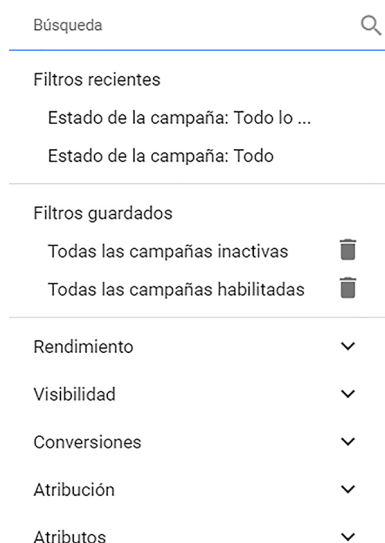 Búsqueda
Filtros recientes
Estado de la campaña: Todo lo ...
Estado de la campaña: Todo
Filtros guardados
Todas las campañas inactivas
Todas las campañas habilitadas
Rendimiento
Visibilidad
Conversiones
Atribución
Atributos